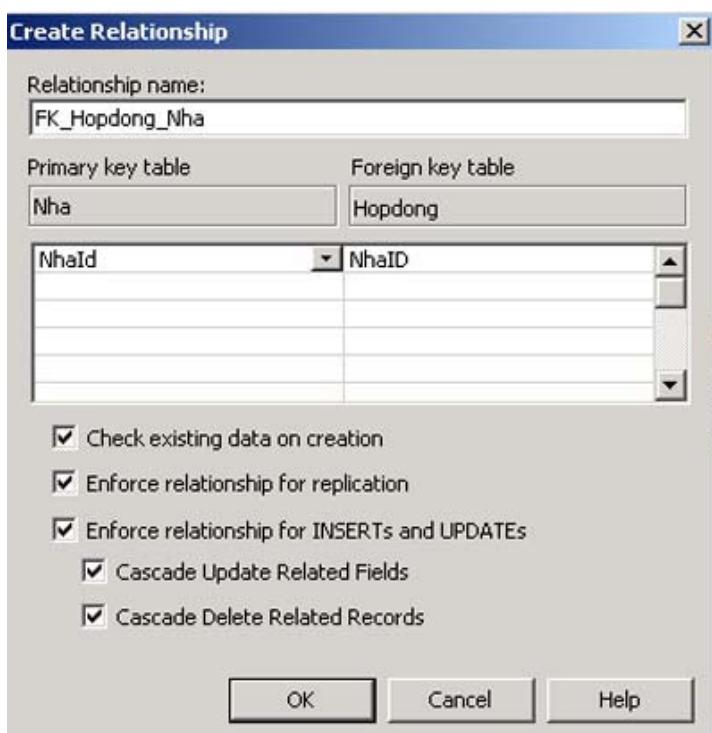 Create Relationship
Relationship name:
FK_Hopdong_Nha
Primary key table Foreign key table
Nha Hopdong
NhaId NhaID
Check existing data on creation
Enforce relationship for replication
Enforce relationship for INSERTs and UPDATEs
Cascade Update Related Fields
Cascade Delete Related Records
OK Cancel Help